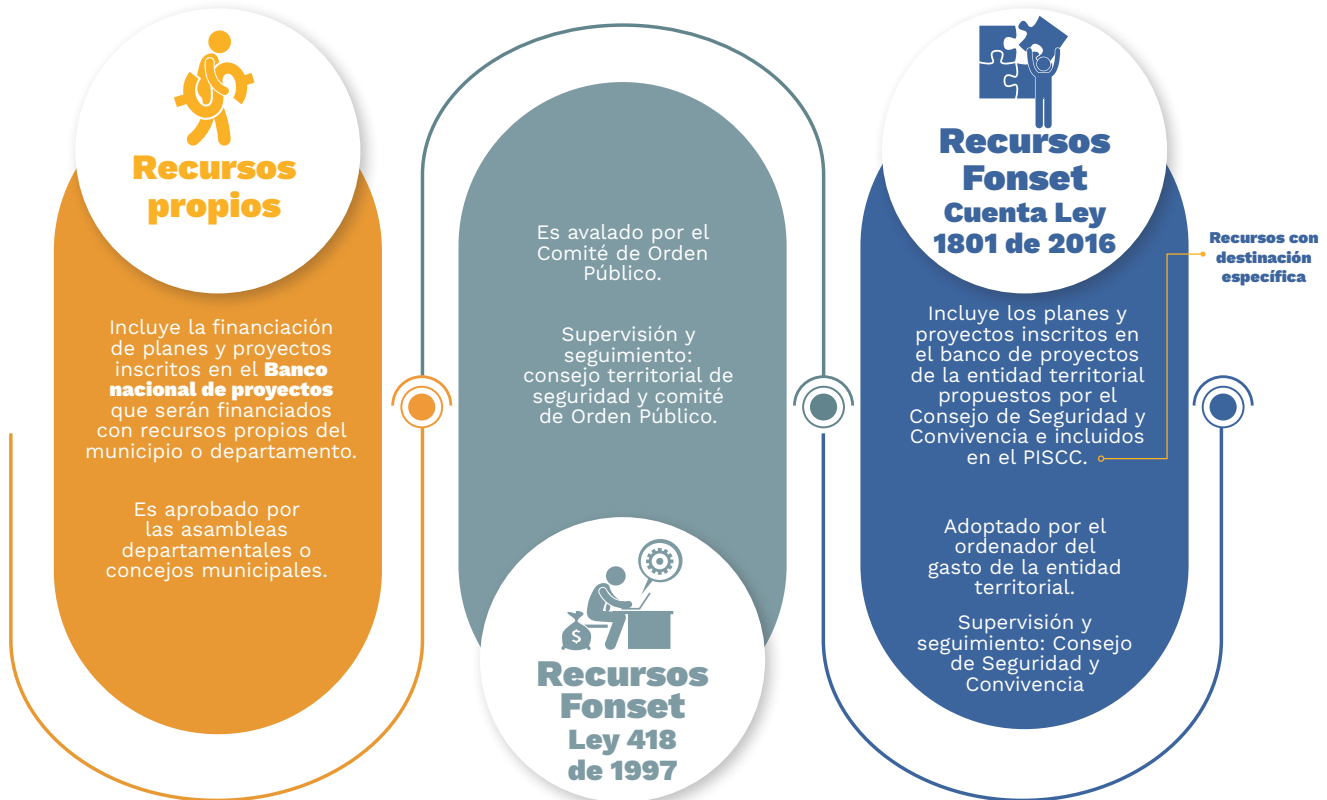 Recursos
propios
Incluye la financiación
de planes y proyectos
inscritos en el Banco
nacional de proyectos
que serán financiados
con recursos propios del
municipio o departamento.
Es aprobado por
las asambleas
departamentales o
concejos municipales.
Es avalado por el
Comité de Orden
Público.
Supervisión y
seguimiento:
consejo territorial de
seguridad y comité
de Orden Público.
$
Recursos
Fonset
Ley 418
de 1997
Recursos
Fonset
Cuenta Ley
1801 de 2016
Incluye los planes y
proyectos inscritos en
el banco de proyectos
de la entidad territorial
propuestos por el
Consejo de Seguridad y
Convivencia e incluidos
en el PISCC.
Adoptado por el
ordenador del
gasto de la entidad
territorial.
Supervisión y
seguimiento: Consejo
de Seguridad y
Convivencia
Recursos con
destinación
específica